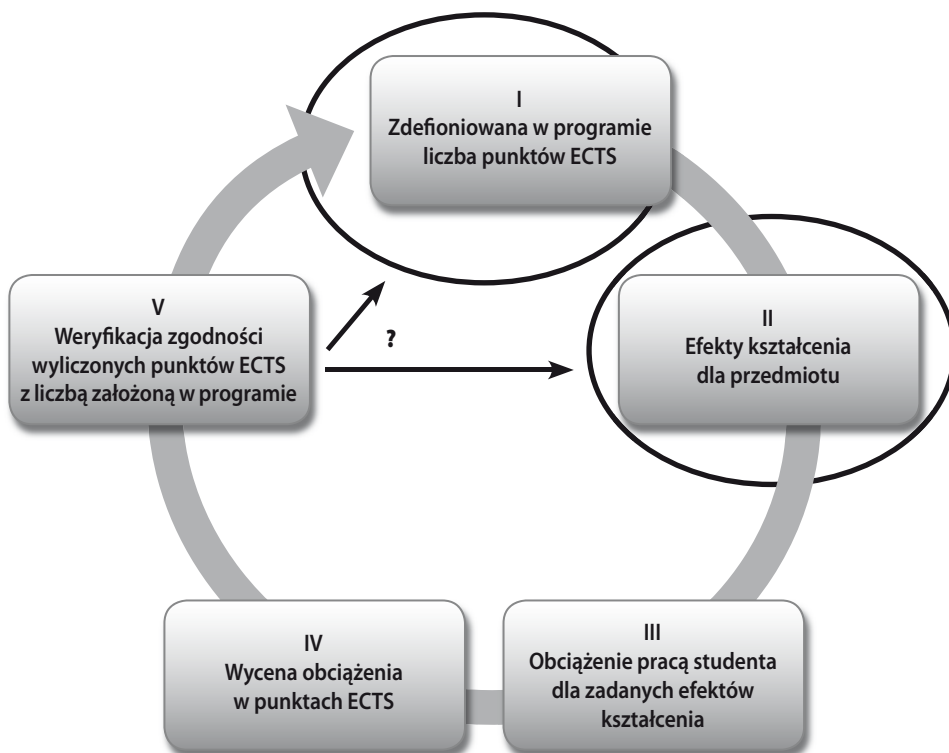 I
Zdefioniowana w programie
liczba punktów ECTS
II
Efekty kształcenia
dla przedmiotu
III
Obciążenie pracą studenta
dla zadanych efektów
kształcenia
IV
Wycena obciążenia
w punktach ECTS
V
Weryfikacja zgodności
wyliczonych punktów ECTS
z liczbą założoną w programie
?